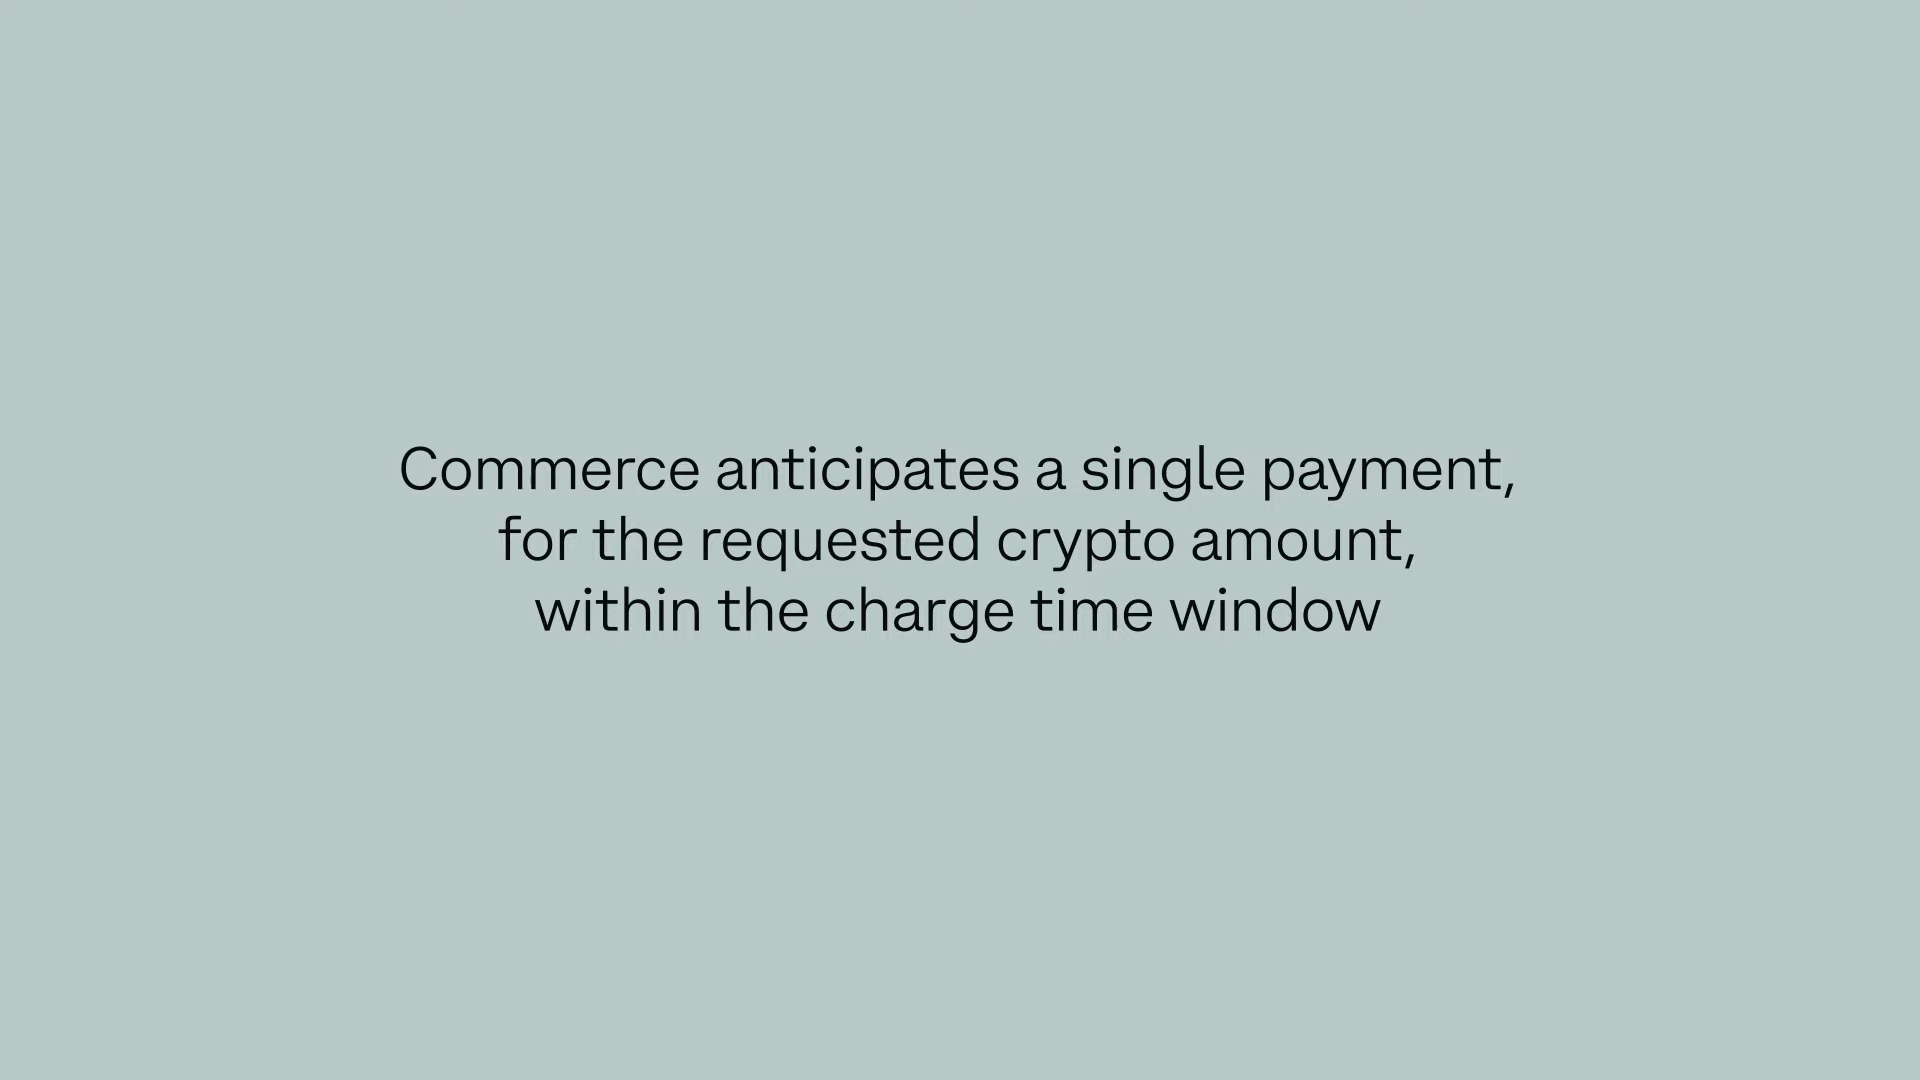 Commerce anticipates a single payment,
for the requested crypto amount,
within the charge time window